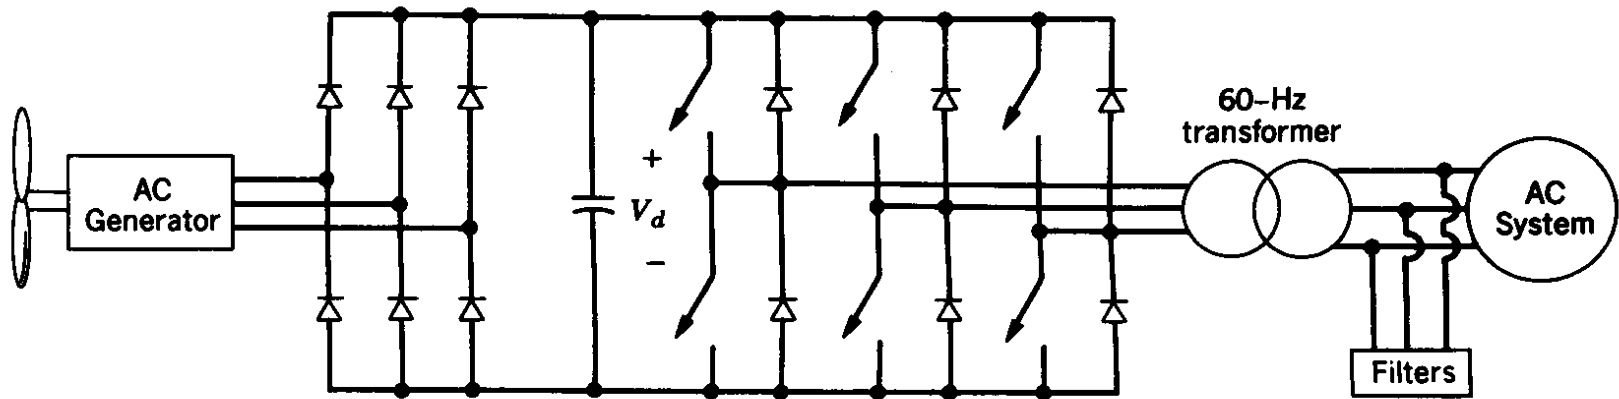 AC
Generator
+
V_d
−
60-Hz
transformer
AC
System
Filters